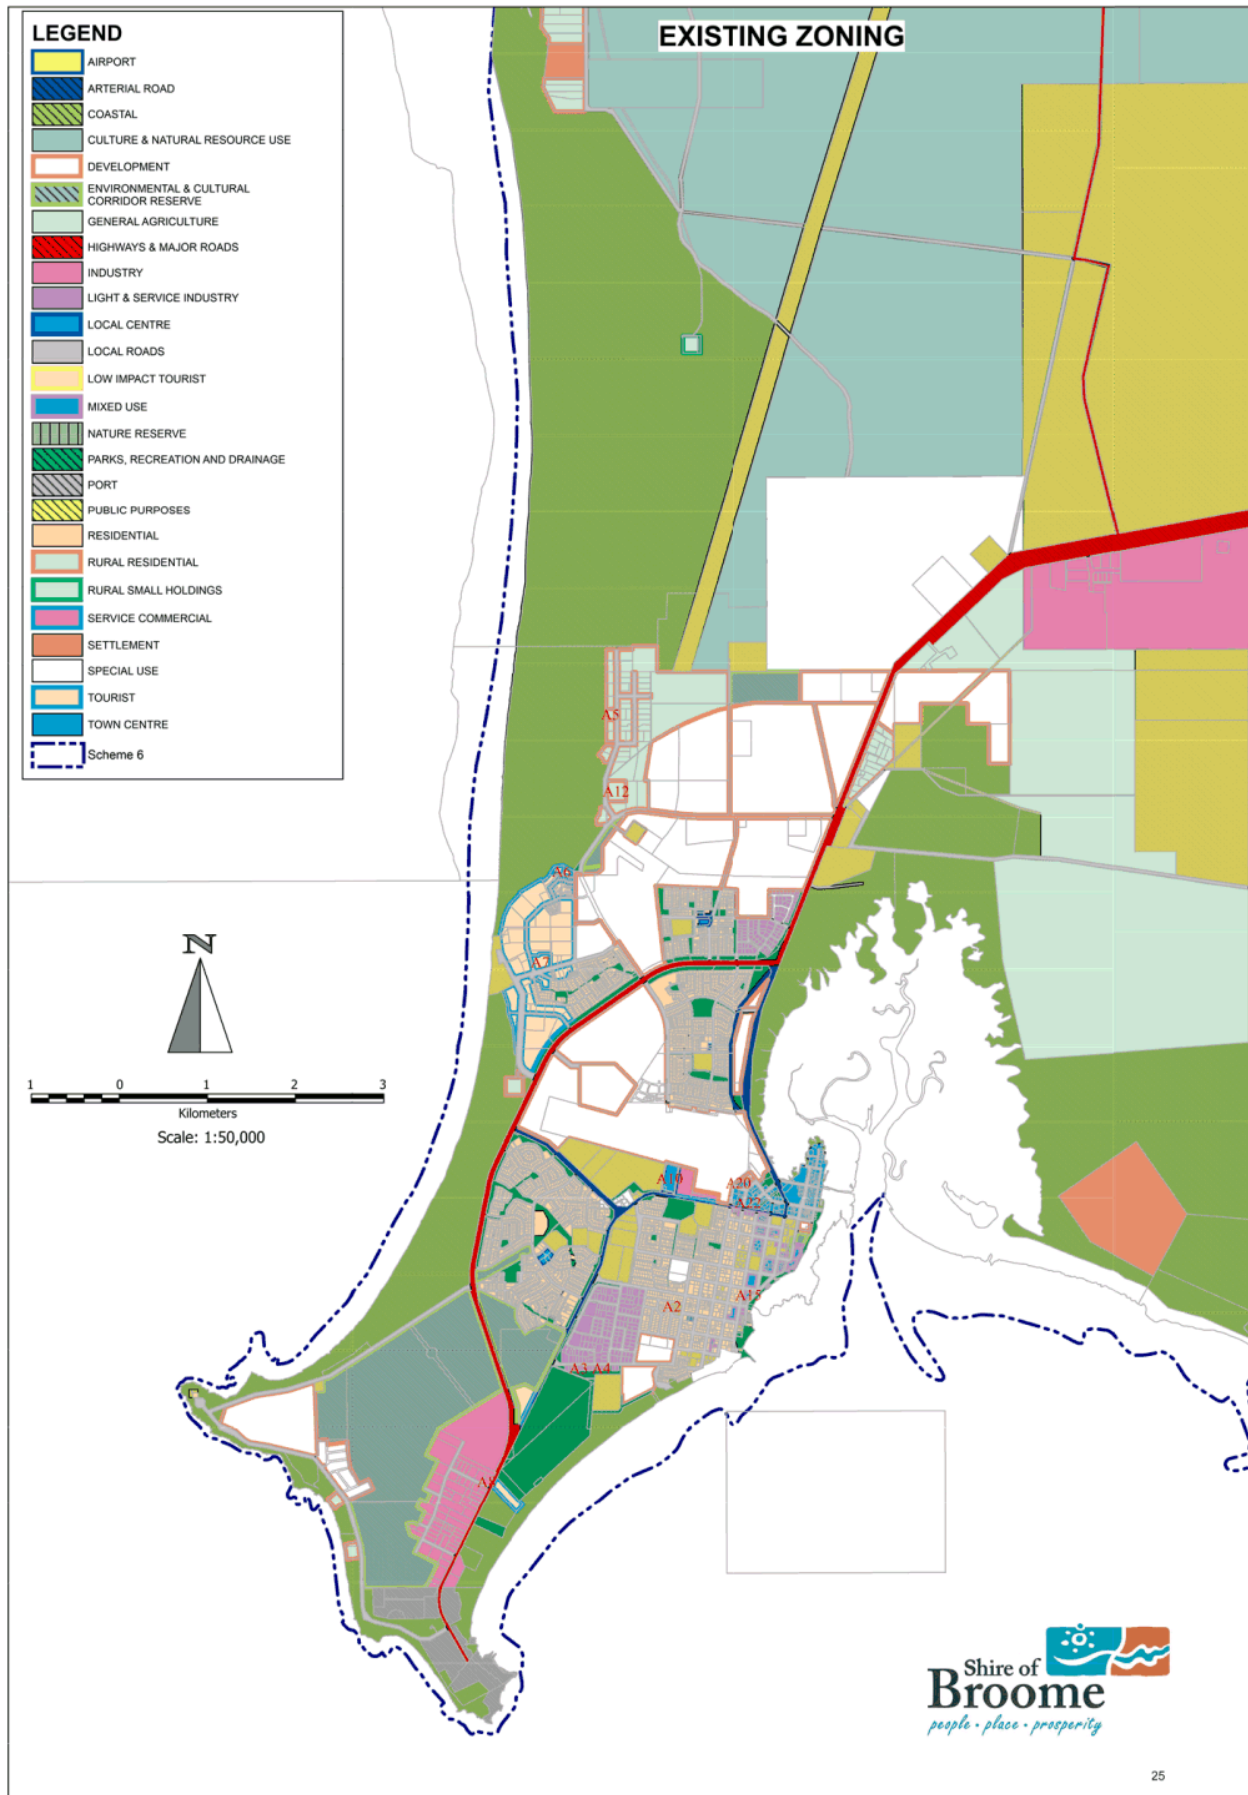 EXISTING ZONING
LEGEND
AIRPORT
ARTERIAL ROAD
COASTAL
CULTURE & NATURAL RESOURCE USE
DEVELOPMENT
ENVIRONMENTAL & CULTURAL
CORRIDOR RESERVE
GENERAL AGRICULTURE
HIGHWAYS & MAJOR ROADS
INDUSTRY
LIGHT & SERVICE INDUSTRY
LOCAL CENTRE
LOCAL ROADS
LOW IMPACT TOURIST
MIXED USE
NATURE RESERVE
PARKS, RECREATION AND DRAINAGE
PORT
PUBLIC PURPOSES
RESIDENTIAL
RURAL RESIDENTIAL
RURAL SMALL HOLDINGS
SERVICE COMMERCIAL
SETTLEMENT
SPECIAL USE
TOURIST
TOWN CENTRE
Scheme 6
A5
A12
A6
A7
N
1 0 1 2 3
Kilometers
Scale: 1:50,000
A10
A20
A22
A15
A2
A3 A4
Shire of
Broome
people • place • prosperity
25